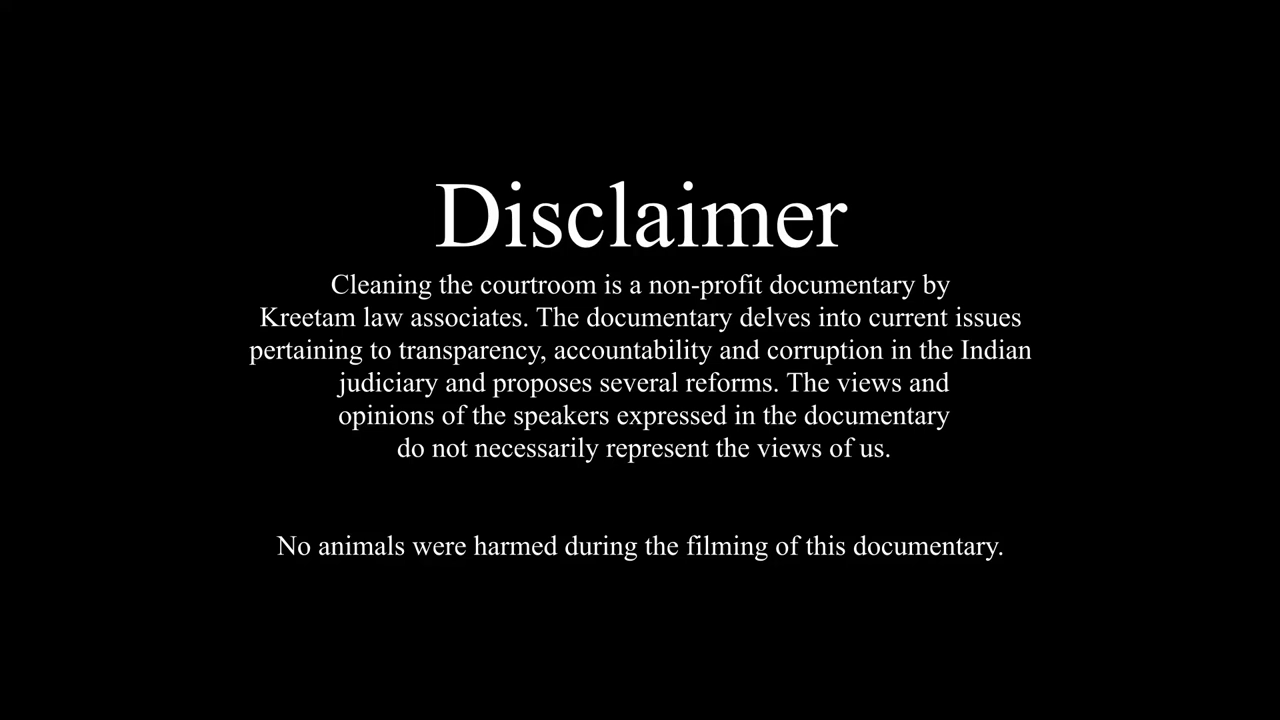 Disclaimer
Cleaning the courtroom is a non-profit documentary by
Kreetam law associates. The documentary delves into current issues
pertaining to transparency, accountability and corruption in the Indian
judiciary and proposes several reforms. The views and
opinions of the speakers expressed in the documentary
do not necessarily represent the views of us.
No animals were harmed during the filming of this documentary.